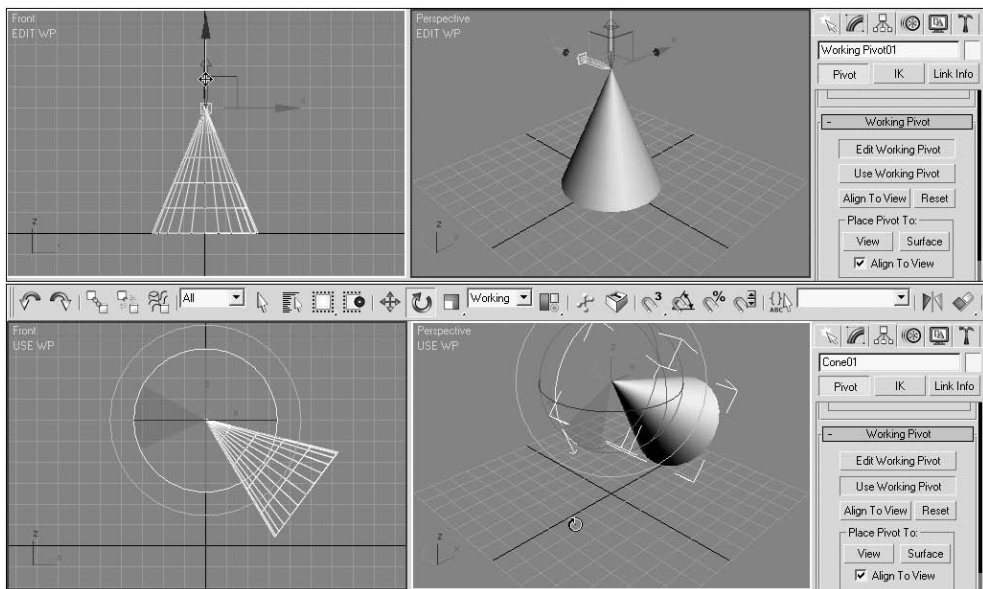 Front
EDIT WP
Perspective
EDIT WP
Working Pivot01
Pivot IK Link Info
- Working Pivot
Edit Working Pivot
Use Working Pivot
Align To View Reset
Place Pivot To:
View Surface
Align To View
z
x
z
All
Working
3
%
{}
ABC
Front
USE WP
Perspective
USE WP
Cone01
Pivot IK Link Info
- Working Pivot
Edit Working Pivot
Use Working Pivot
Align To View Reset
Place Pivot To:
View Surface
Align To View
z
x
z
x